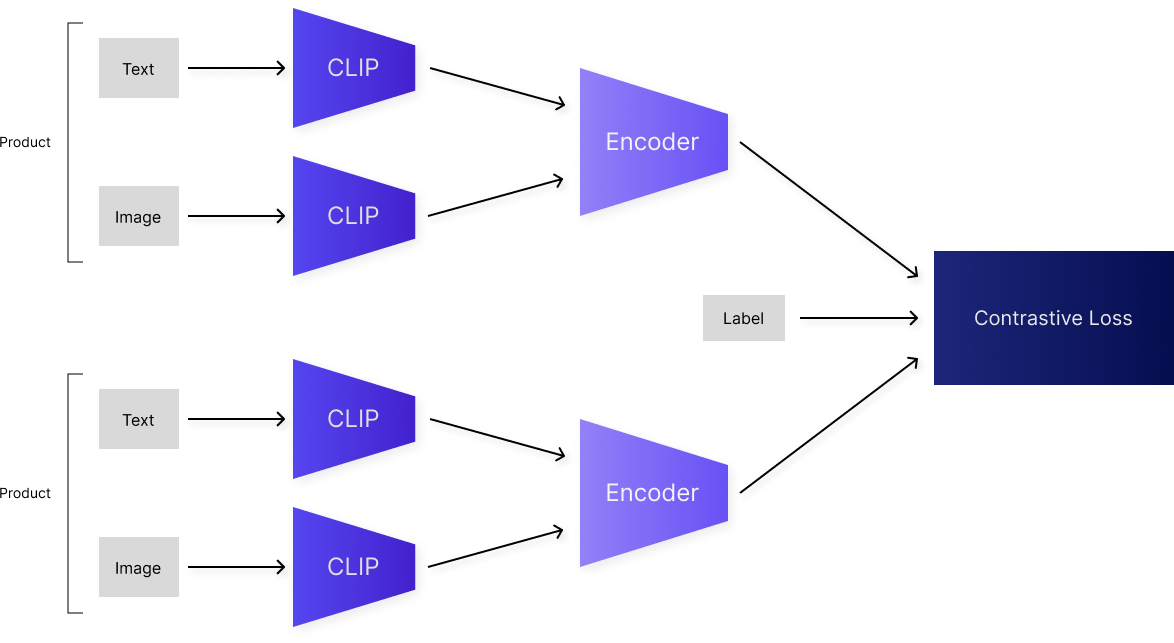 Text
CLIP
Product
Encoder
Image
CLIP
Label
Contrastive Loss
Text
CLIP
Product
Encoder
Image
CLIP